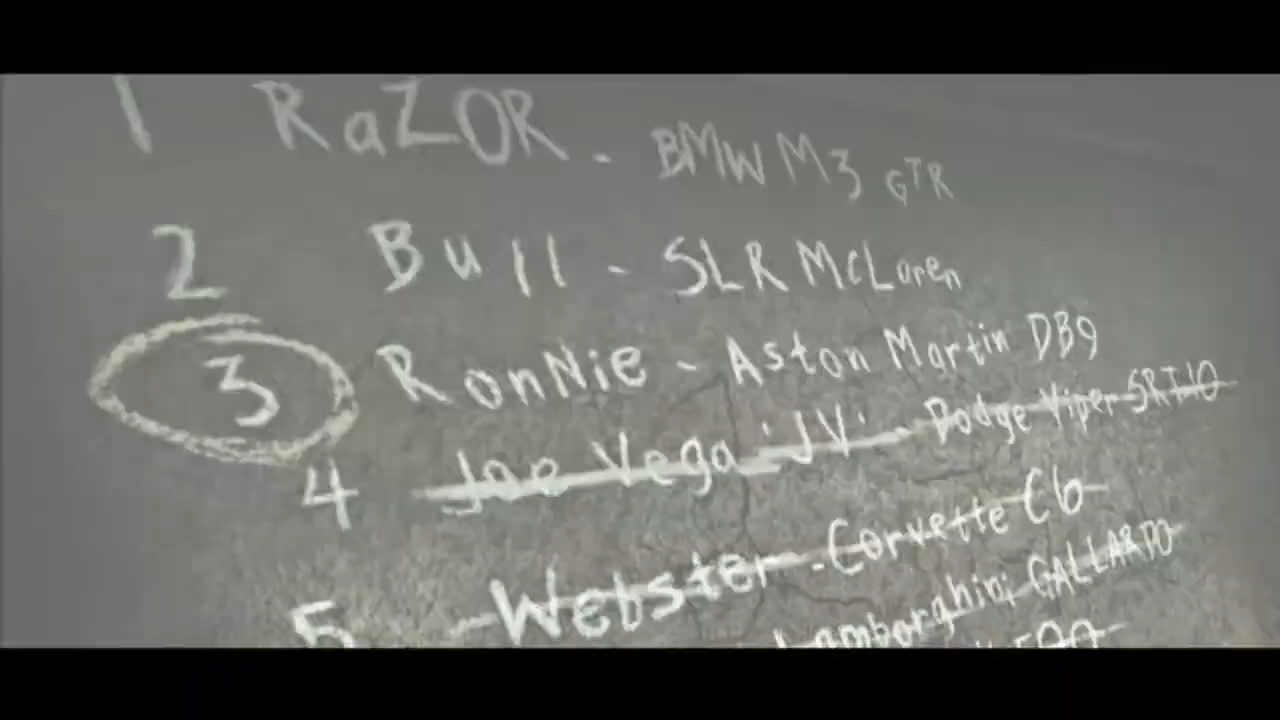 1 RaZOR - BMW M3 GTR
2 Bull - SLR McLaren
3 RonNie - Aston Martin DB9
4 Joe Vega 'JV' - Dodge Viper SRT10
5 Webster - Corvette C6
Lamborghini GALLARDO